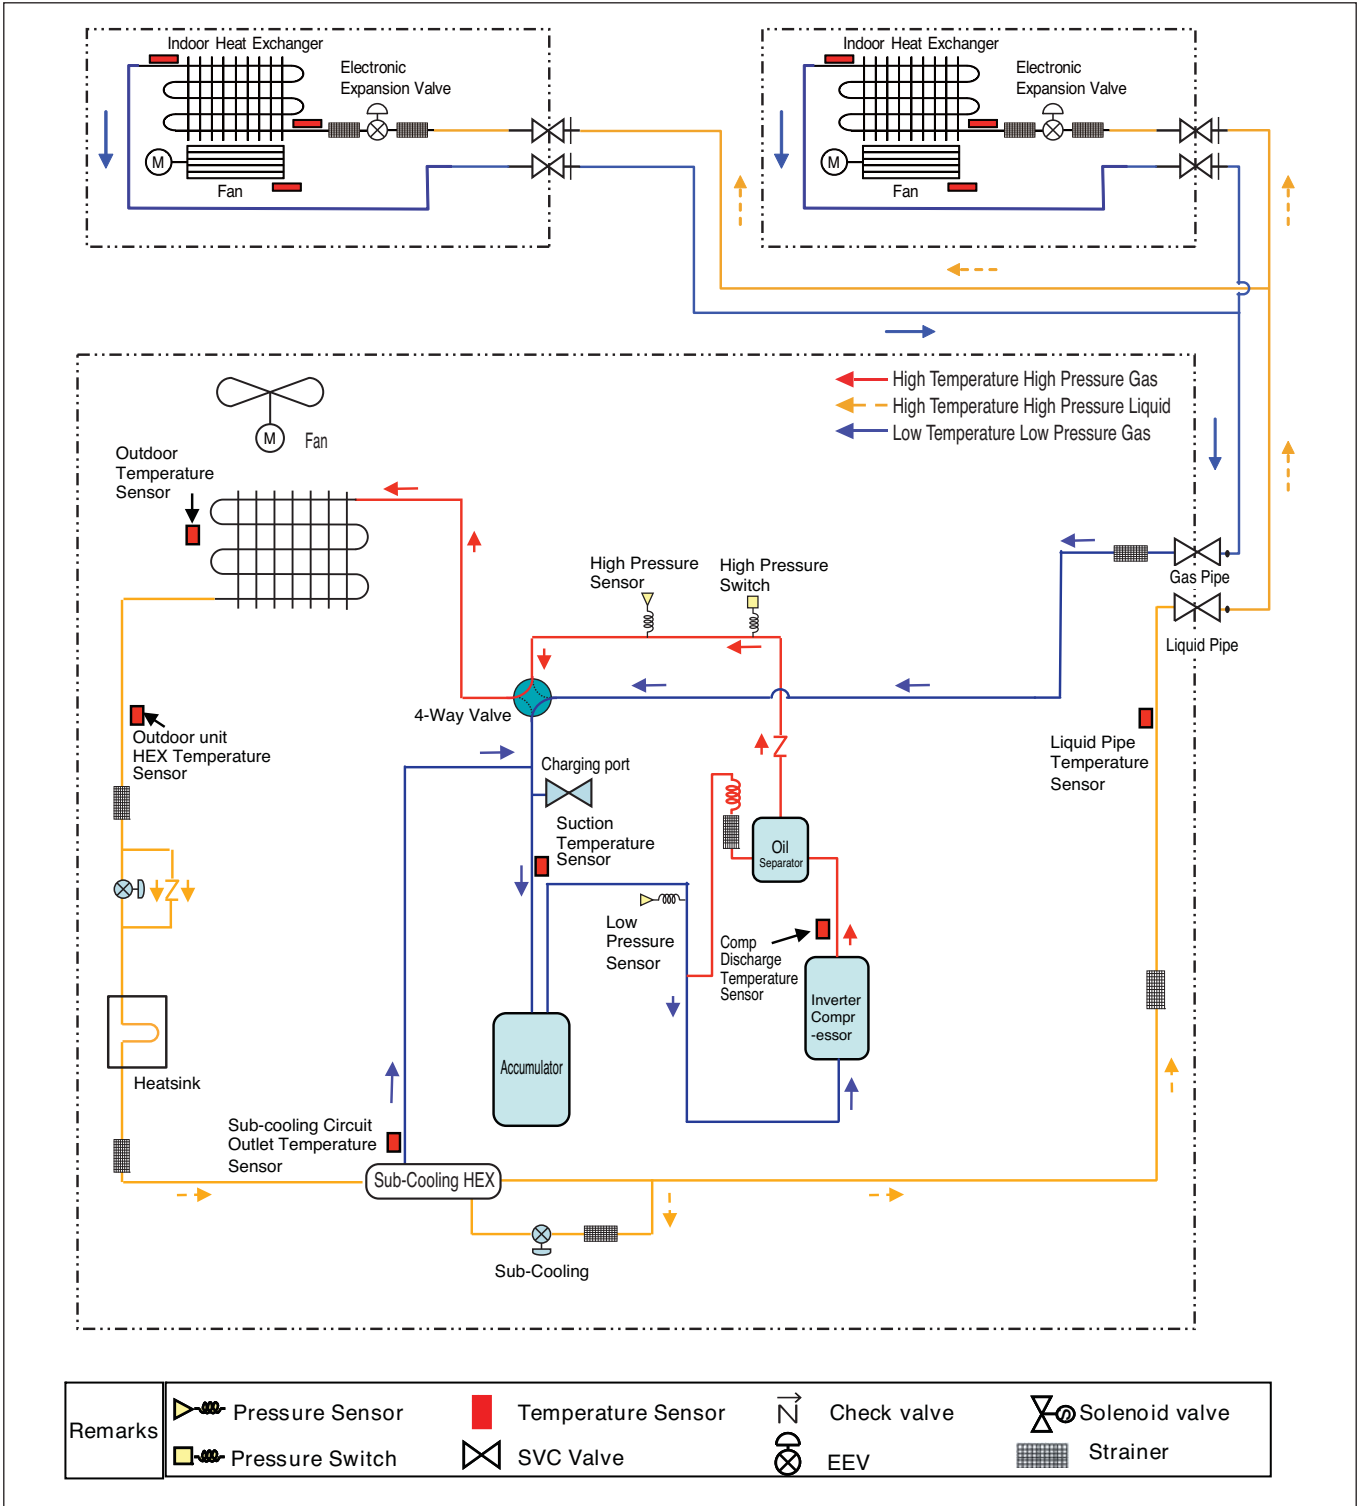 Indoor Heat Exchanger
Electronic
Expansion Valve
M
Fan
Indoor Heat Exchanger
Electronic
Expansion Valve
M
Fan
High Temperature High Pressure Gas
High Temperature High Pressure Liquid
Low Temperature Low Pressure Gas
M
Fan
Outdoor
Temperature
Sensor
High Pressure
Sensor
High Pressure
Switch
Gas Pipe
Liquid Pipe
4-Way Valve
Outdoor unit
HEX Temperature
Sensor
Liquid Pipe
Temperature
Sensor
Charging port
Suction
Temperature
Sensor
Oil
Separator
Low
Pressure
Sensor
Comp
Discharge
Temperature
Sensor
Inverter
Compr
-essor
Accumulator
Heatsink
Sub-cooling Circuit
Outlet Temperature
Sensor
Sub-Cooling HEX
Sub-Cooling
Remarks
Pressure Sensor
Temperature Sensor
Check valve
Solenoid valve
Pressure Switch
SVC Valve
EEV
Strainer